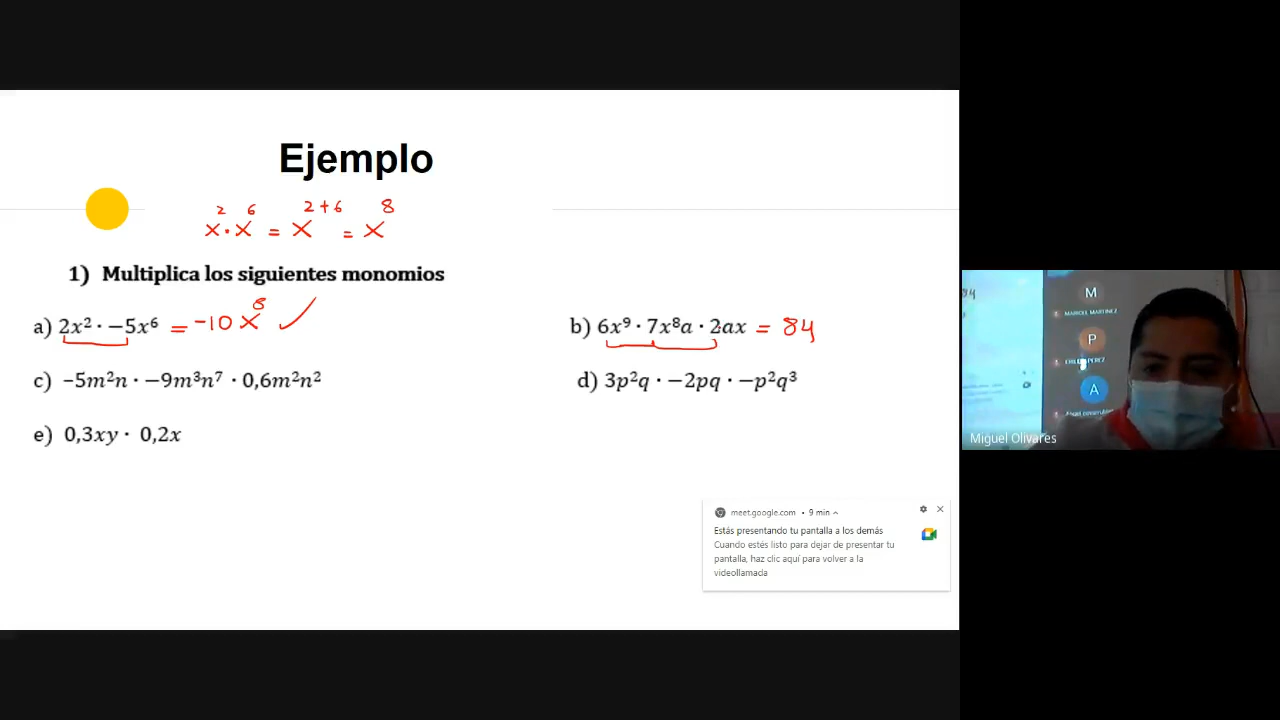 Ejemplo
x² · x⁶ = x²⁺⁶ = x⁸
1) Multiplica los siguientes monomios
a) 2x² · −5x⁶ = -10x⁸ ✓
b) 6x⁹ · 7x⁸a · 2ax = 84
c) −5m²n · −9m³n⁷ · 0,6m²n²
d) 3p²q · −2pq · −p²q³
e) 0,3xy · 0,2x
meet.google.com • 9 min
Estás presentando tu pantalla a los demás
Cuando estés listo para dejar de presentar tu
pantalla, haz clic aquí para volver a la
videollamada
M
P
A
Miguel Olivares